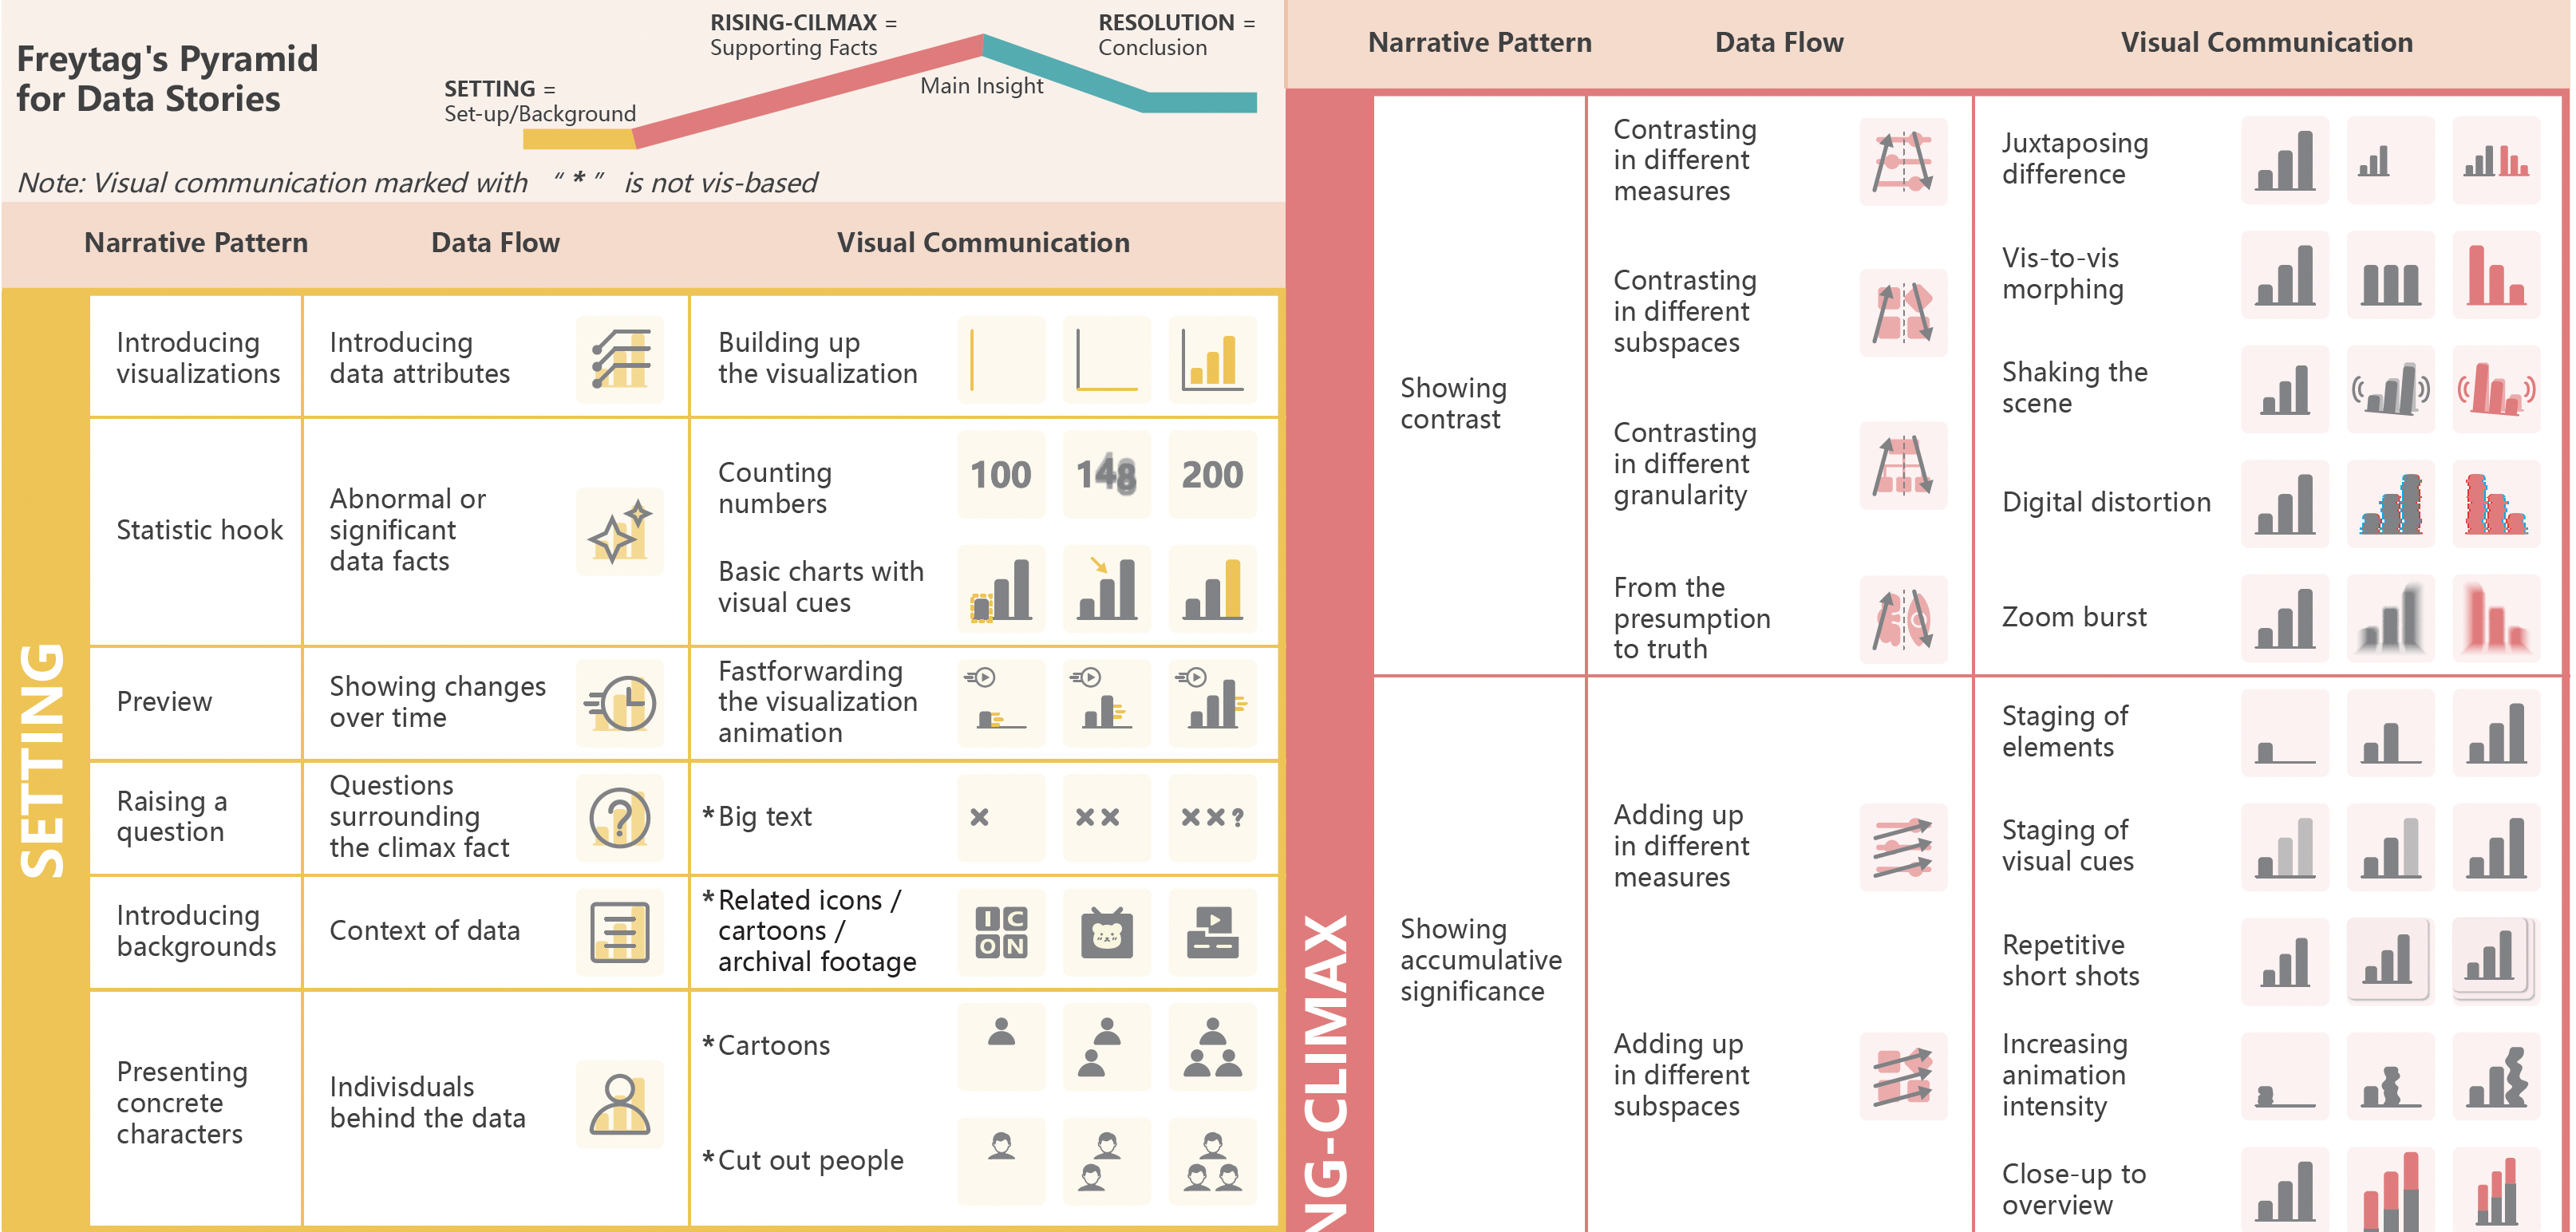 Freytag's Pyramid
for Data Stories
SETTING =
Set-up/Background
RISING-CILMAX =
Supporting Facts
Main Insight
RESOLUTION =
Conclusion
Note: Visual communication marked with “ * ” is not vis-based
Narrative Pattern
Data Flow
Visual Communication
SETTING
Introducing
visualizations
Introducing
data attributes
Building up
the visualization
Statistic hook
Abnormal or
significant
data facts
Counting
numbers
100
148
200
Basic charts with
visual cues
Preview
Showing changes
over time
Fastforwarding
the visualization
animation
Raising a
question
Questions
surrounding
the climax fact
*Big text
Introducing
backgrounds
Context of data
*Related icons /
cartoons /
archival footage
IC
ON
Presenting
concrete
characters
Indivisduals
behind the data
*Cartoons
*Cut out people
Narrative Pattern
Data Flow
Visual Communication
NG-CLIMAX
Showing
contrast
Contrasting
in different
measures
Contrasting
in different
subspaces
Contrasting
in different
granularity
From the
presumption
to truth
Juxtaposing
difference
Vis-to-vis
morphing
Shaking the
scene
Digital distortion
Zoom burst
Showing
accumulative
significance
Adding up
in different
measures
Adding up
in different
subspaces
Staging of
elements
Staging of
visual cues
Repetitive
short shots
Increasing
animation
intensity
Close-up to
overview